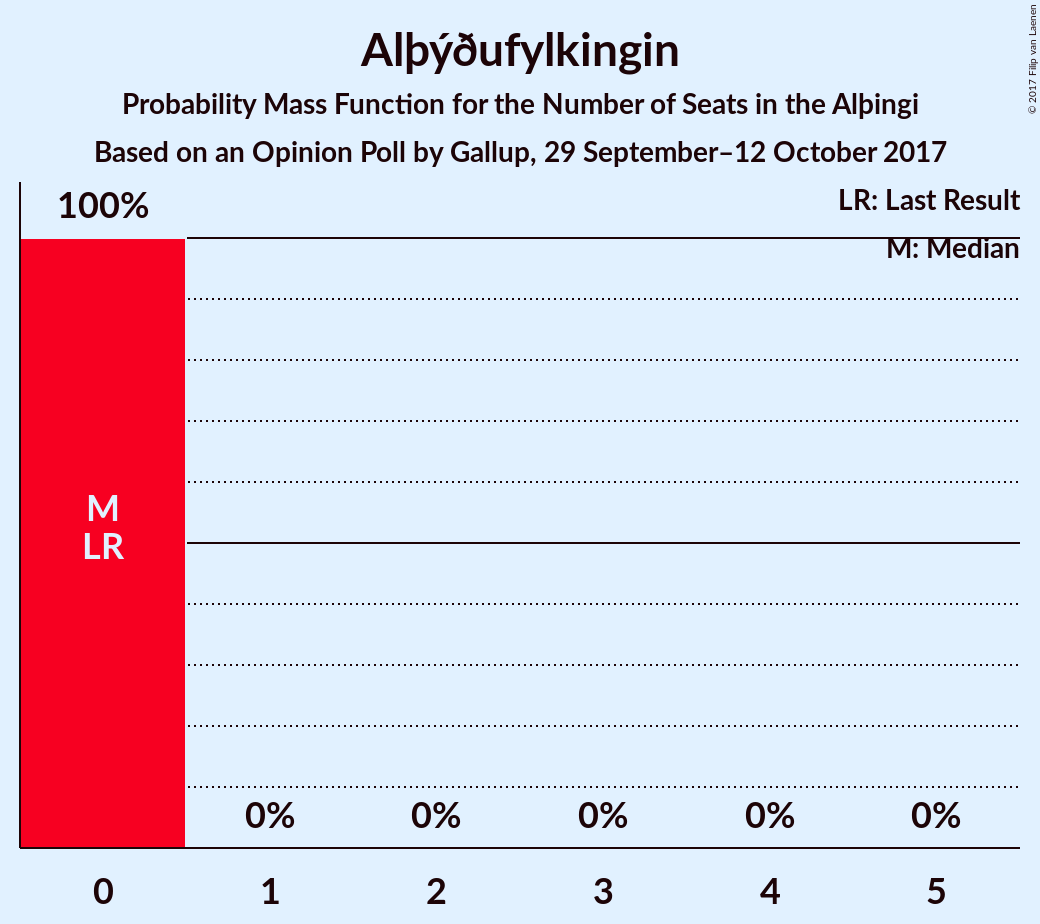 Alþýðufylkingin
Probability Mass Function for the Number of Seats in the Alþingi
Based on an Opinion Poll by Gallup, 29 September–12 October 2017
© 2017 Filip van Laenen
LR: Last Result
M: Median
100%
M
LR
0% 0% 0% 0% 0%
0 1 2 3 4 5